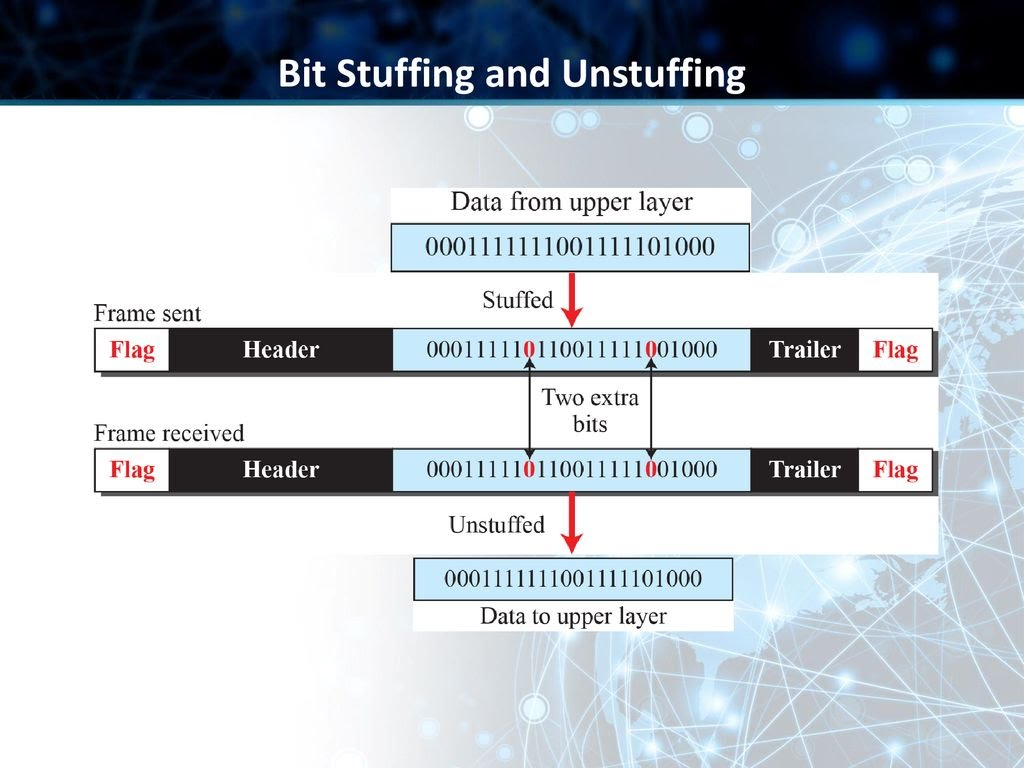 Bit Stuffing and Unstuffing
Data from upper layer
0001111111001111101000
Stuffed
Frame sent
Flag Header 000111110110011111001000 Trailer Flag
Two extra
bits
Frame received
Flag Header 000111110110011111001000 Trailer Flag
Unstuffed
0001111111001111101000
Data to upper layer